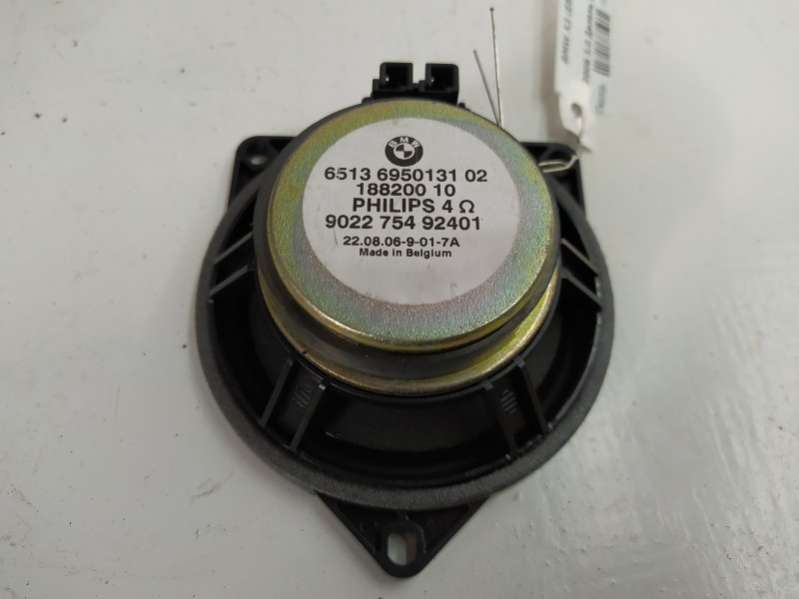 BMW
6513 6950131 02
188200 10
PHILIPS 4 Ω
9022 754 92401
22.08.06-9-01-7A
Made in Belgium